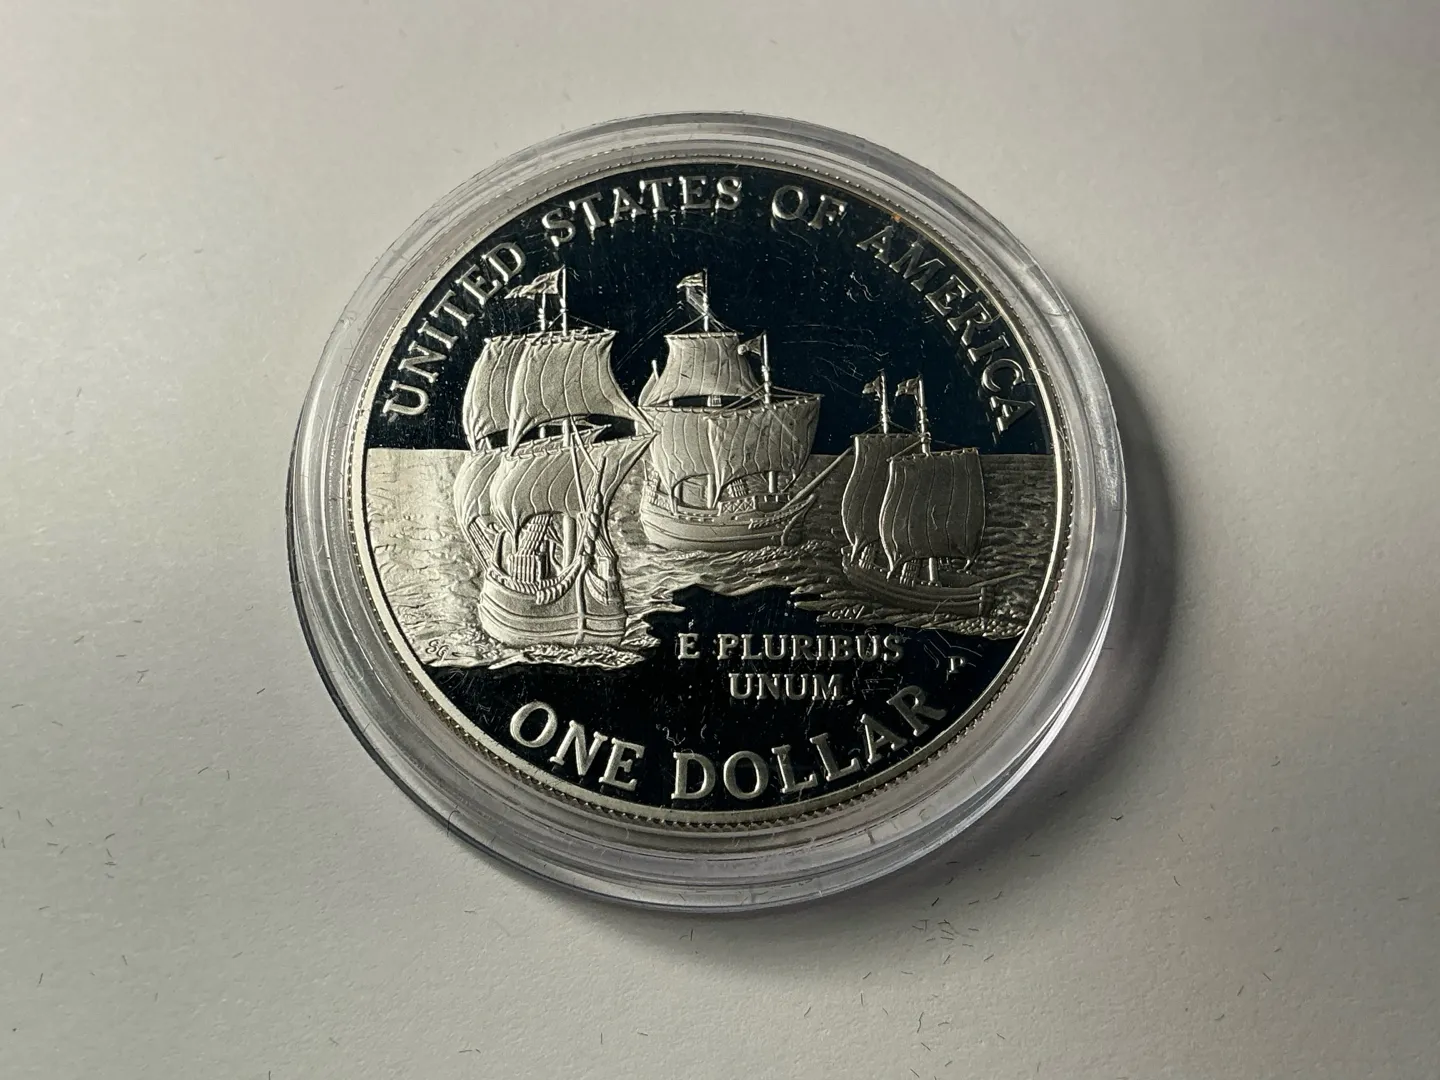 UNITED STATES OF AMERICA
E PLURIBUS
UNUM
P
ONE DOLLAR